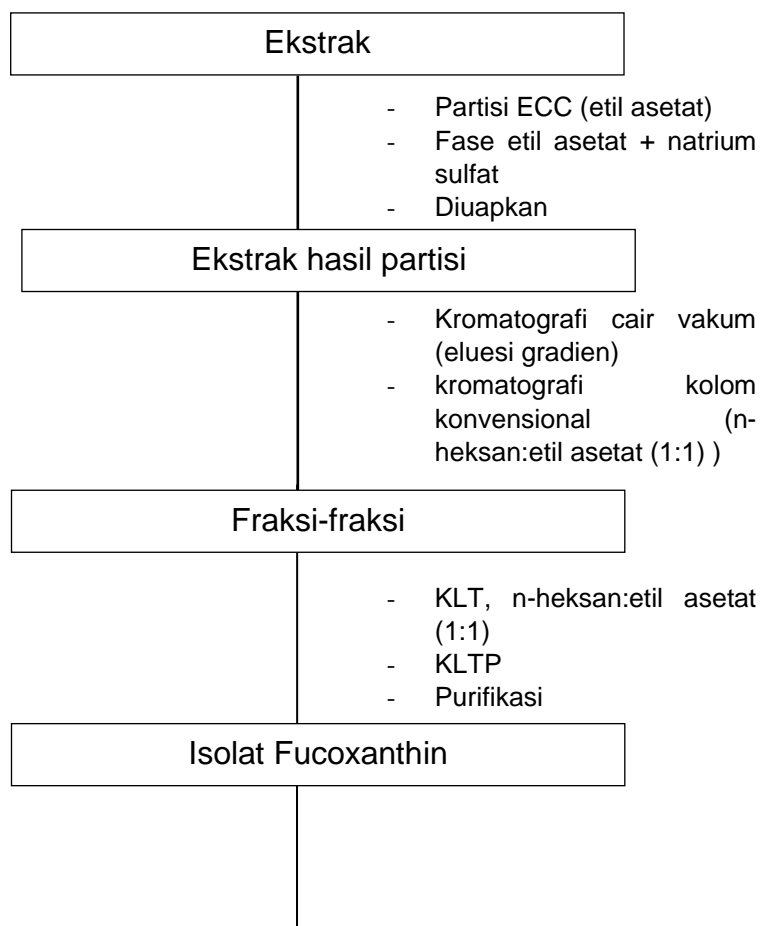 Ekstrak
- Partisi ECC (etil asetat)
- Fase etil asetat + natrium
sulfat
- Diuapkan
Ekstrak hasil partisi
- Kromatografi cair vakum
(eluesi gradien)
- kromatografi kolom
konvensional (n-
heksan:etil asetat (1:1) )
Fraksi-fraksi
- KLT, n-heksan:etil asetat
(1:1)
- KLTP
- Purifikasi
Isolat Fucoxanthin